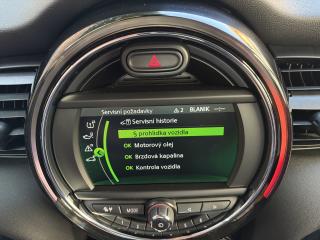 Servisní požadavky 2 BLANIK
Servisní historie
S prohlídka vozidla
OK Motorový olej
OK Brzdová kapalina
OK Kontrola vozidla
MODE